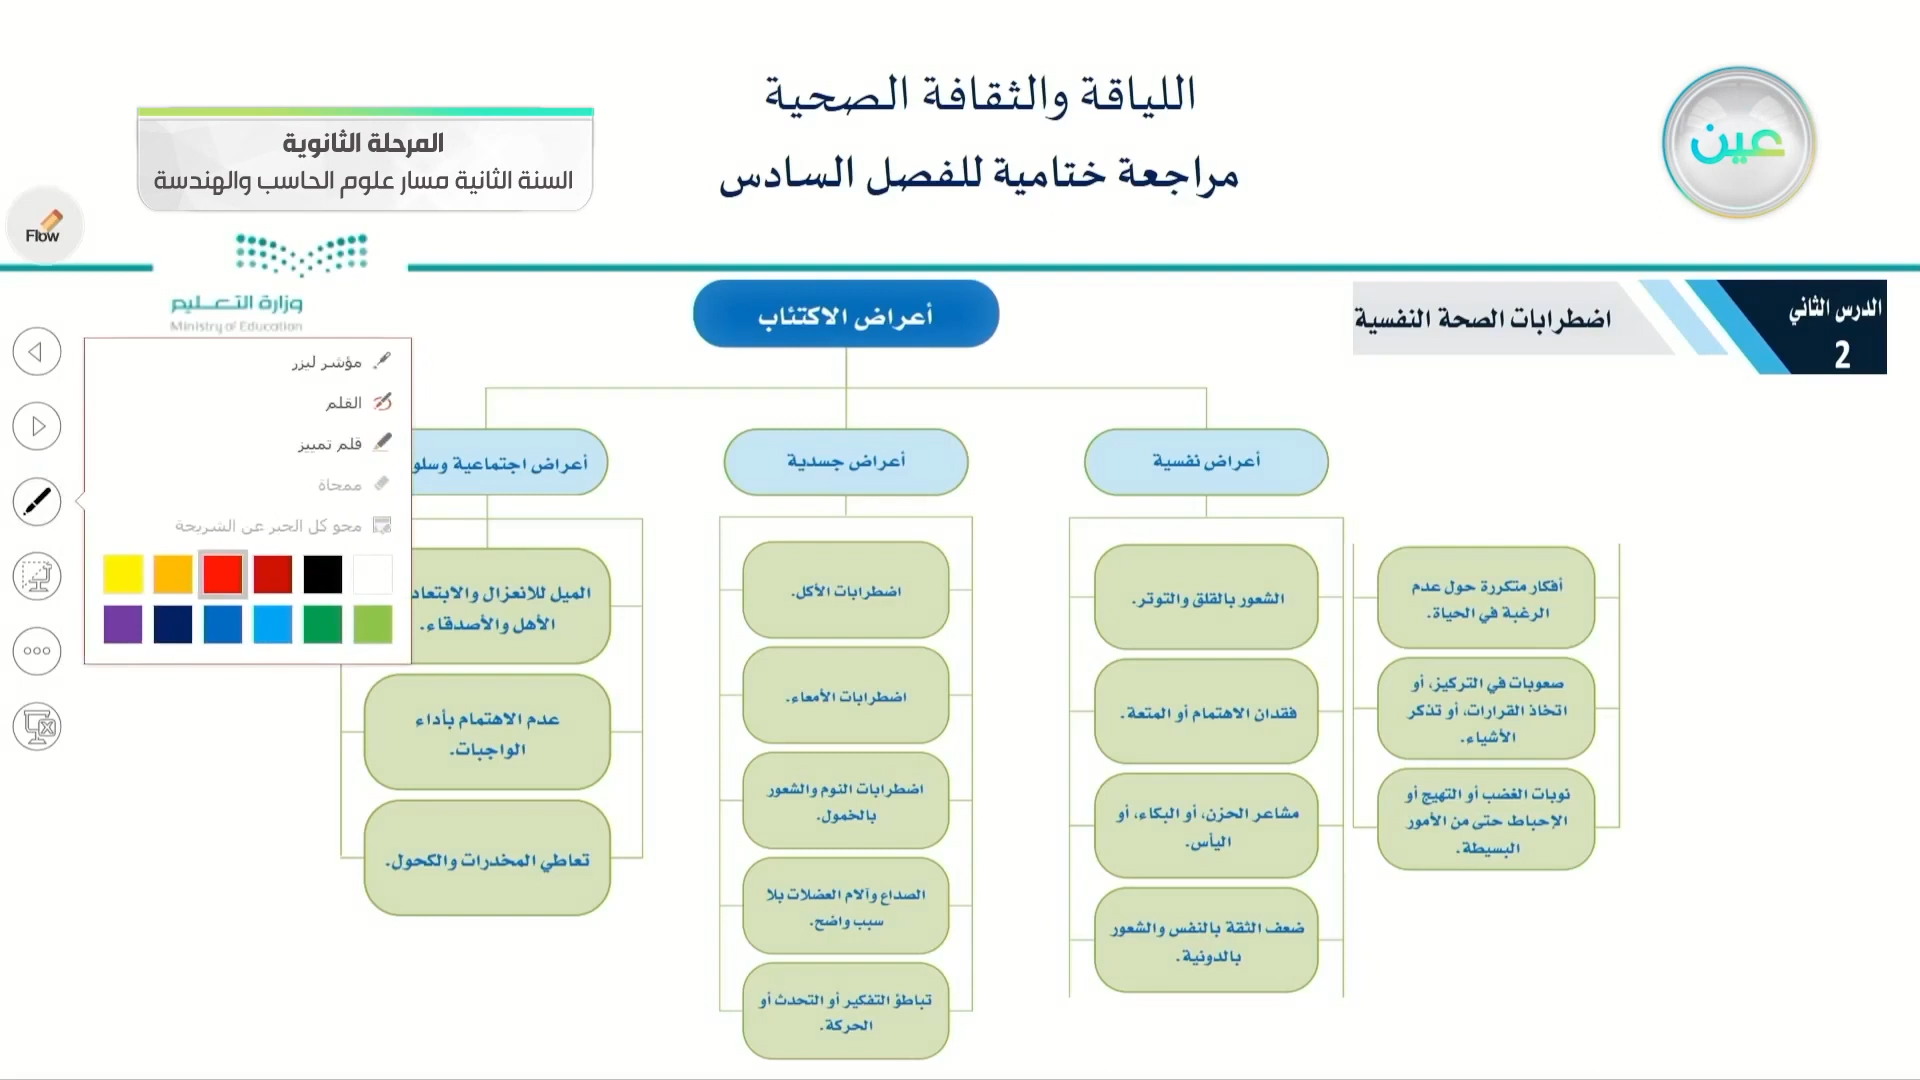 اللياقة والثقافة الصحية
مراجعة ختامية للفصل السادس
عين
المرحلة الثانوية
السنة الثانية مسار علوم الحاسب والهندسة
Flow
وزارة التعليم
Ministry of Education
الدرس الثاني
2
اضطرابات الصحة النفسية
أعراض الاكتئاب
أعراض نفسية
أعراض جسدية
أعراض اجتماعية
أفكار متكررة حول عدم
الرغبة في الحياة.
صعوبات في التركيز، أو
اتخاذ القرارات، أو تذكر
الأشياء.
نوبات الغضب أو التهيج أو
الإحباط حتى من الأمور
البسيطة.
الشعور بالقلق والتوتر.
فقدان الاهتمام أو المتعة.
مشاعر الحزن، أو البكاء، أو
اليأس.
ضعف الثقة بالنفس والشعور
بالدونية.
اضطرابات الأكل.
اضطرابات الأمعاء.
اضطرابات النوم والشعور
بالخمول.
الصداع وآلام العضلات بلا
سبب واضح.
تباطؤ التفكير أو التحدث أو
الحركة.
الميل للانعزال والابتعاد
الأهل والأصدقاء.
عدم الاهتمام بأداء
الواجبات.
تعاطي المخدرات والكحول.
مؤشر ليزر
القلم
قلم تمييز
ممحاة
محو كل الحبر عن الشريحة